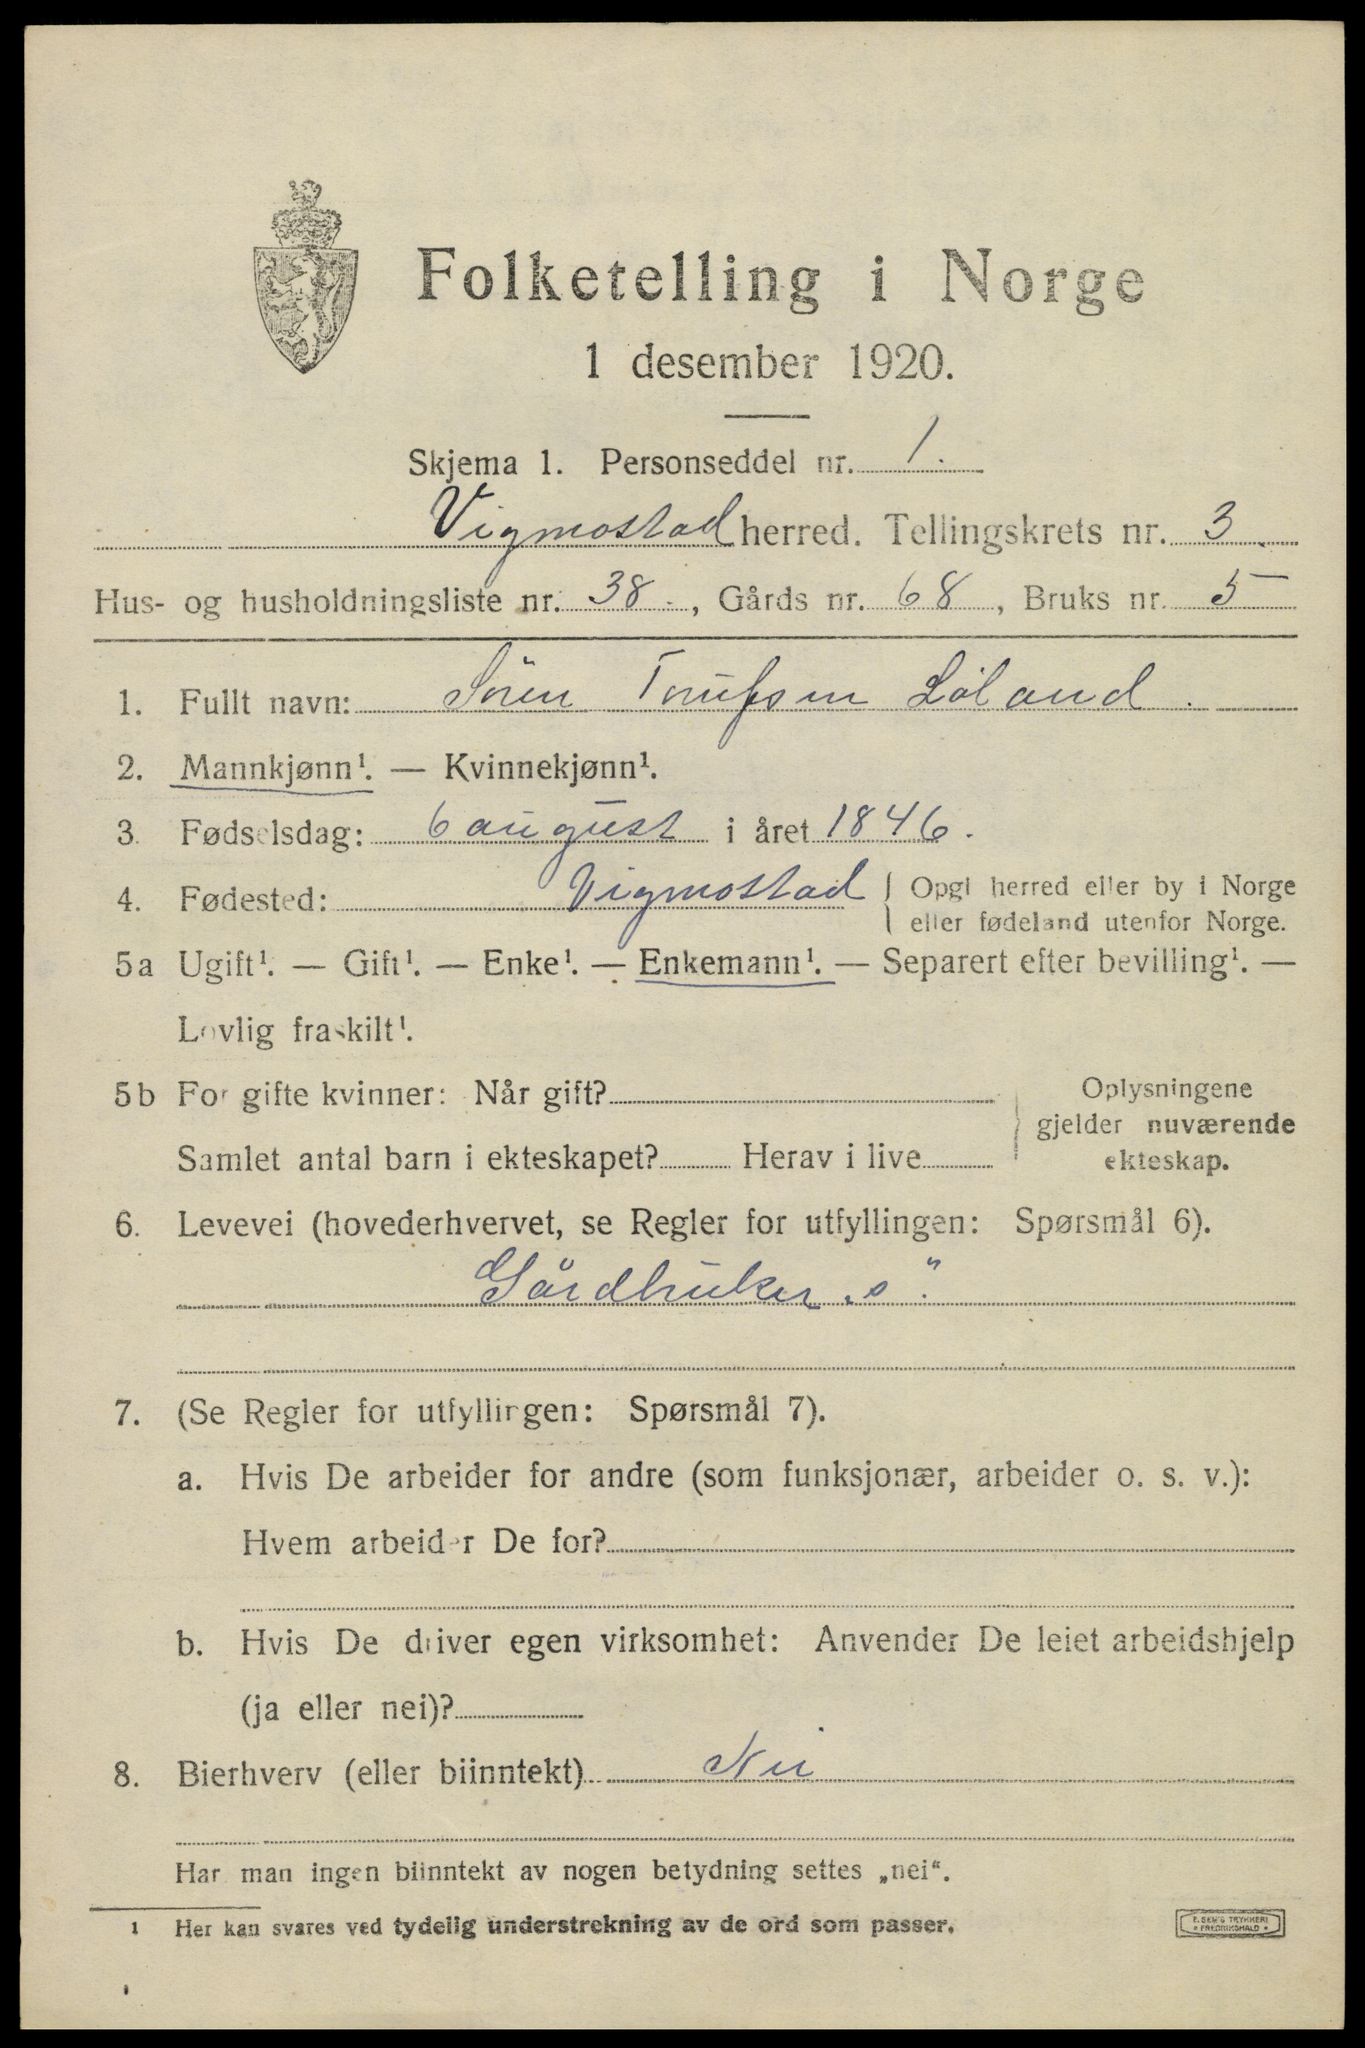 Folketelling i Norge
1 desember 1920.
Skjema 1. Personseddel nr. 1.
Vigmostad herred. Tellingskrets nr. 3.
Hus- og husholdningsliste nr. 38., Gårds nr. 68, Bruks nr. 5
1. Fullt navn: Sören Løland.
2. Mannkjønn¹. — Kvinnekjønn¹.
3. Fødselsdag: 6 august i året 1846.
4. Fødested: Vigmostad { Opgi herred eller by i Norge
eller fødeland utenfor Norge.
5a Ugift¹. — Gift¹. — Enke¹. — Enkemann¹. — Separert efter bevilling¹. —
Lovlig fraskilt¹.
5b For gifte kvinner: Når gift?
Samlet antal barn i ekteskapet? Herav i live
Oplysningene
gjelder nuværende
ekteskap.
6. Levevei (hovederhvervet, se Regler for utfyllingen: Spørsmål 6).
Gårdbruker „s“.
7. (Se Regler for utfyllingen: Spørsmål 7).
a. Hvis De arbeider for andre (som funksjonær, arbeider o. s. v.):
Hvem arbeider De for?
b. Hvis De driver egen virksomhet: Anvender De leiet arbeidshjelp
(ja eller nei)?
8. Bierhverv (eller biinntekt) Nei
Har man ingen biinntekt av nogen betydning settes „nei“.
1 Her kan svares ved tydelig understrekning av de ord som passer.
E. SEM'S TRYKKERI
* FREDRIKSHALD *